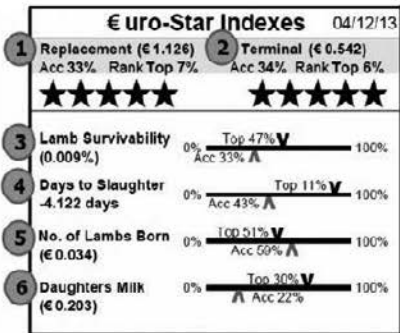 €uro-Star Indexes 04/12/13
1 Replacement (€1.126) 2 Terminal (€0.542)
Acc 33% Rank Top 7% Acc 34% Rank Top 6%
3 Lamb Survivability (0.009%) 0% Top 47% Acc 33% 100%
4 Days to Slaughter -4.122 days Top 11% 0% Acc 43% 100%
5 No. of Lambs Born (€0.034) 0% Top 51% Acc 50% 100%
6 Daughters Milk (€0.203) 0% Top 30% Acc 22% 100%